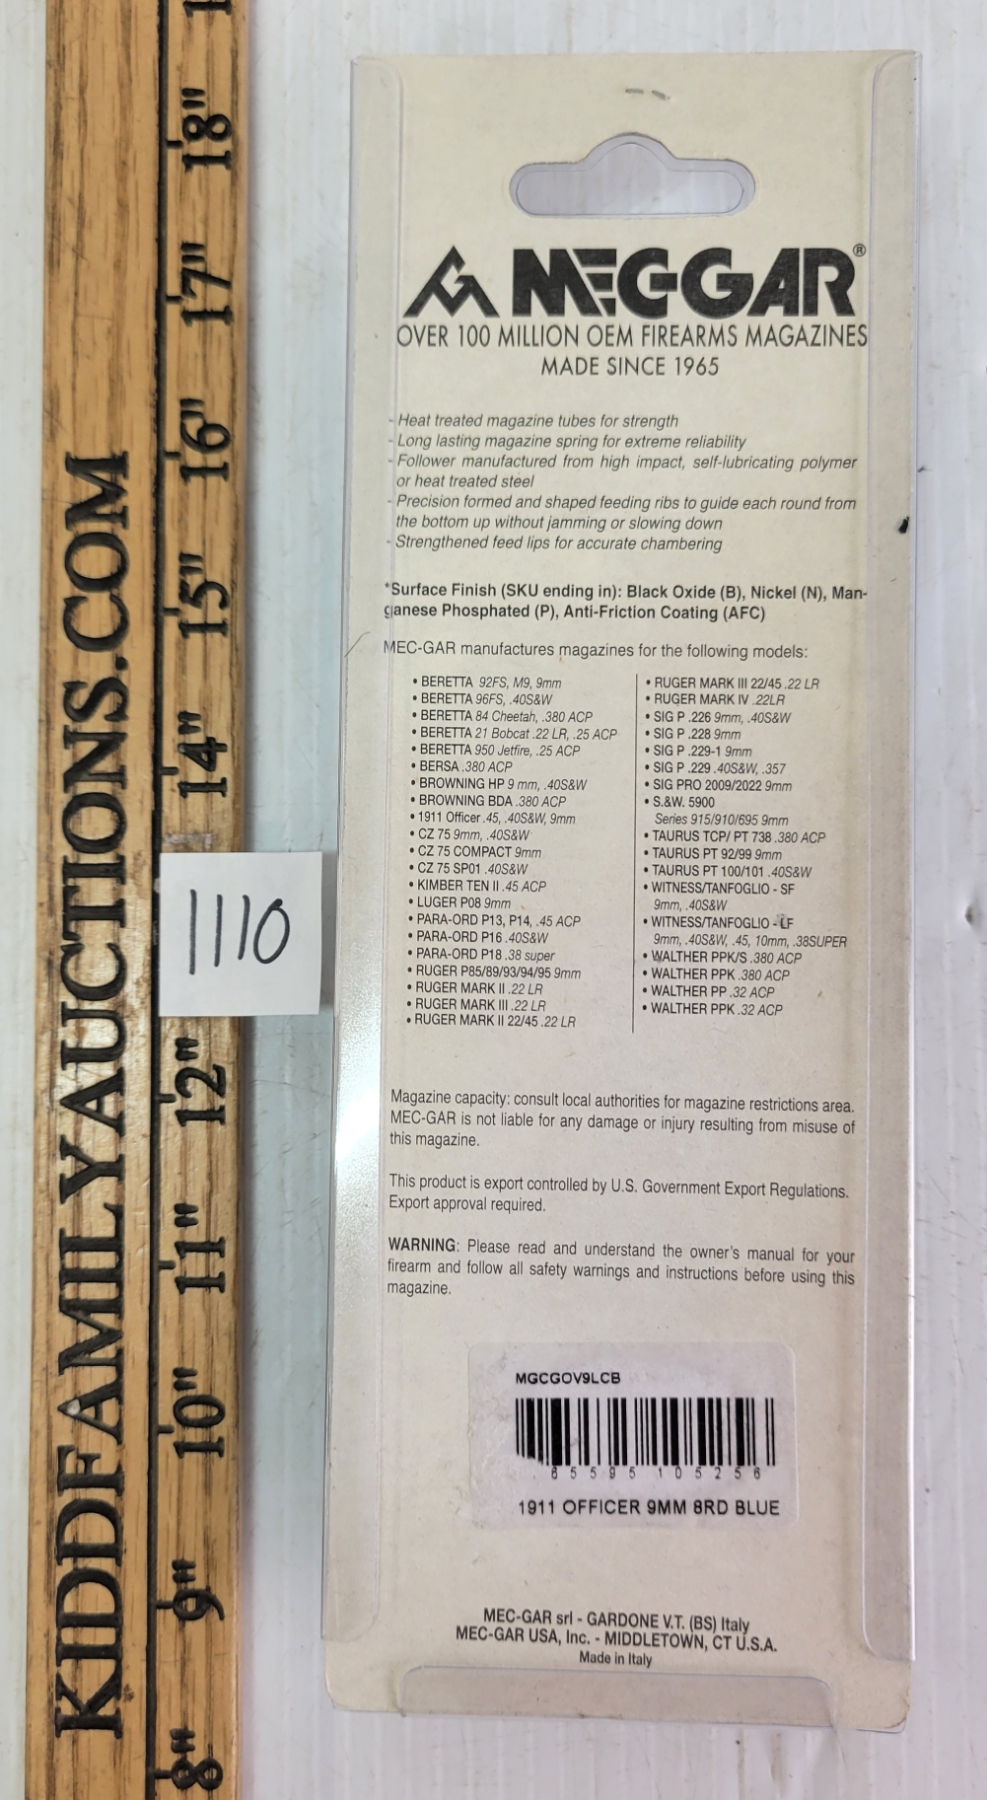 KIDDFAMILYAUCTIONS.COM
18"
17"
16"
15"
14"
12"
11"
10"
9"
8"
1110
MEC-GAR®
OVER 100 MILLION OEM FIREARMS MAGAZINES
MADE SINCE 1965
- Heat treated magazine tubes for strength
- Long lasting magazine spring for extreme reliability
- Follower manufactured from high impact, self-lubricating polymer
or heat treated steel
- Precision formed and shaped feeding ribs to guide each round from
the bottom up without jamming or slowing down
- Strengthened feed lips for accurate chambering
*Surface Finish (SKU ending in): Black Oxide (B), Nickel (N), Man-
ganese Phosphated (P), Anti-Friction Coating (AFC)
MEC-GAR manufactures magazines for the following models:
• BERETTA 92FS, M9, 9mm
• BERETTA 96FS, .40S&W
• BERETTA 84 Cheetah, .380 ACP
• BERETTA 21 Bobcat .22 LR, .25 ACP
• BERETTA 950 Jetfire, .25 ACP
• BERSA .380 ACP
• BROWNING HP 9 mm, .40S&W
• BROWNING BDA .380 ACP
• 1911 Officer .45, .40S&W, 9mm
• CZ 75 9mm, .40S&W
• CZ 75 COMPACT 9mm
• CZ 75 SP01 .40S&W
• KIMBER TEN II .45 ACP
• LUGER P08 9mm
• PARA-ORD P13, P14, .45 ACP
• PARA-ORD P16 .40S&W
• PARA-ORD P18 .38 super
• RUGER P85/89/93/94/95 9mm
• RUGER MARK II .22 LR
• RUGER MARK III .22 LR
• RUGER MARK II 22/45 .22 LR
• RUGER MARK III 22/45 .22 LR
• RUGER MARK IV .22LR
• SIG P .226 9mm, .40S&W
• SIG P .228 9mm
• SIG P .229-1 9mm
• SIG P .229 .40S&W, .357
• SIG PRO 2009/2022 9mm
• S.&W. 5900
Series 915/910/695 9mm
• TAURUS TCP/ PT 738 .380 ACP
• TAURUS PT 92/99 9mm
• TAURUS PT 100/101 .40S&W
• WITNESS/TANFOGLIO - SF
9mm, .40S&W
• WITNESS/TANFOGLIO - LF
9mm, .40S&W, .45, 10mm, .38SUPER
• WALTHER PPK/S .380 ACP
• WALTHER PPK .380 ACP
• WALTHER PP .32 ACP
• WALTHER PPK .32 ACP
Magazine capacity: consult local authorities for magazine restrictions area.
MEC-GAR is not liable for any damage or injury resulting from misuse of
this magazine.
This product is export controlled by U.S. Government Export Regulations.
Export approval required.
WARNING: Please read and understand the owner's manual for your
firearm and follow all safety warnings and instructions before using this
magazine.
MGCGOV9LCB
65595 105256
1911 OFFICER 9MM 8RD BLUE
MEC-GAR srl - GARDONE V.T. (BS) Italy
MEC-GAR USA, Inc. - MIDDLETOWN, CT U.S.A.
Made in Italy